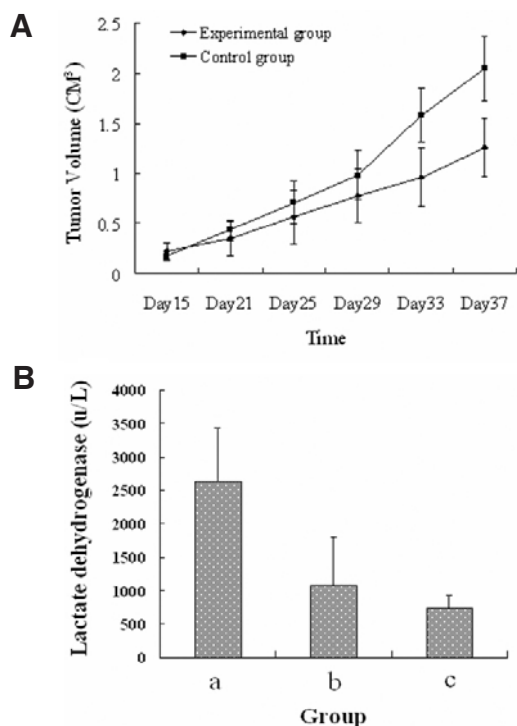 A
Experimental group
Control group
Tumor Volume (CM³)
2.5
2
1.5
1
0.5
0
Day15 Day21 Day25 Day29 Day33 Day37
Time
B
Lactate dehydrogenase (u/L)
4000
3500
3000
2500
2000
1500
1000
500
0
a b c
Group